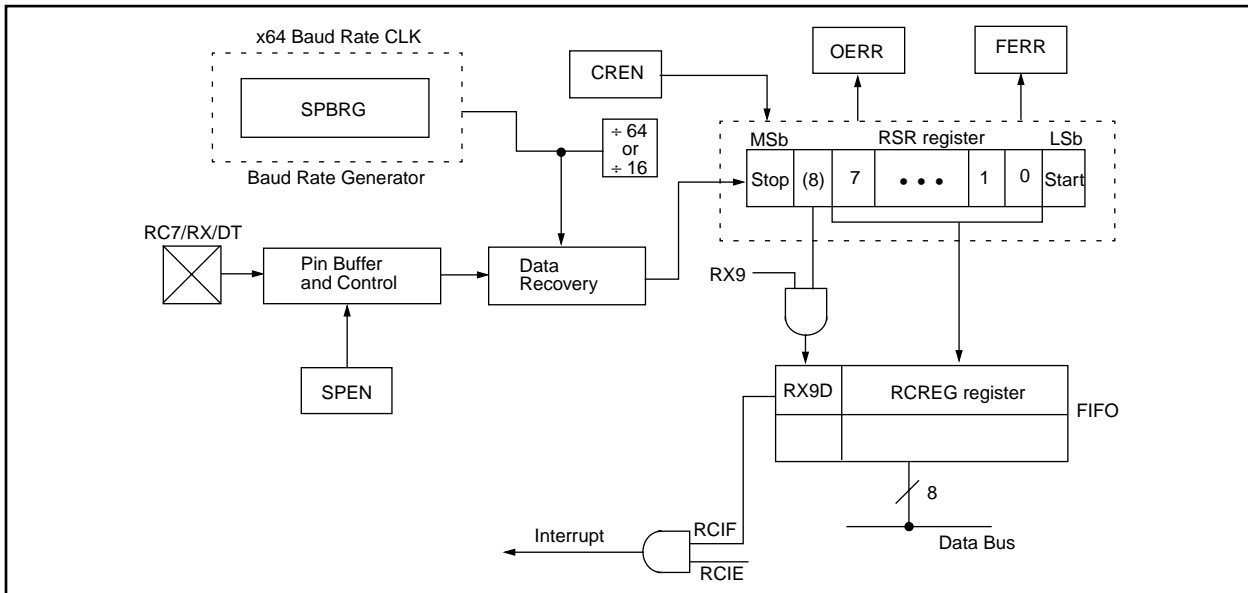 x64 Baud Rate CLK
SPBRG
Baud Rate Generator
CREN
OERR
FERR
÷ 64
or
÷ 16
MSb RSR register LSb
Stop (8) 7 • • • 1 0 Start
RC7/RX/DT
Pin Buffer
and Control
Data
Recovery
RX9
SPEN
RX9D RCREG register
FIFO
8
Data Bus
Interrupt
RCIF
RCIE